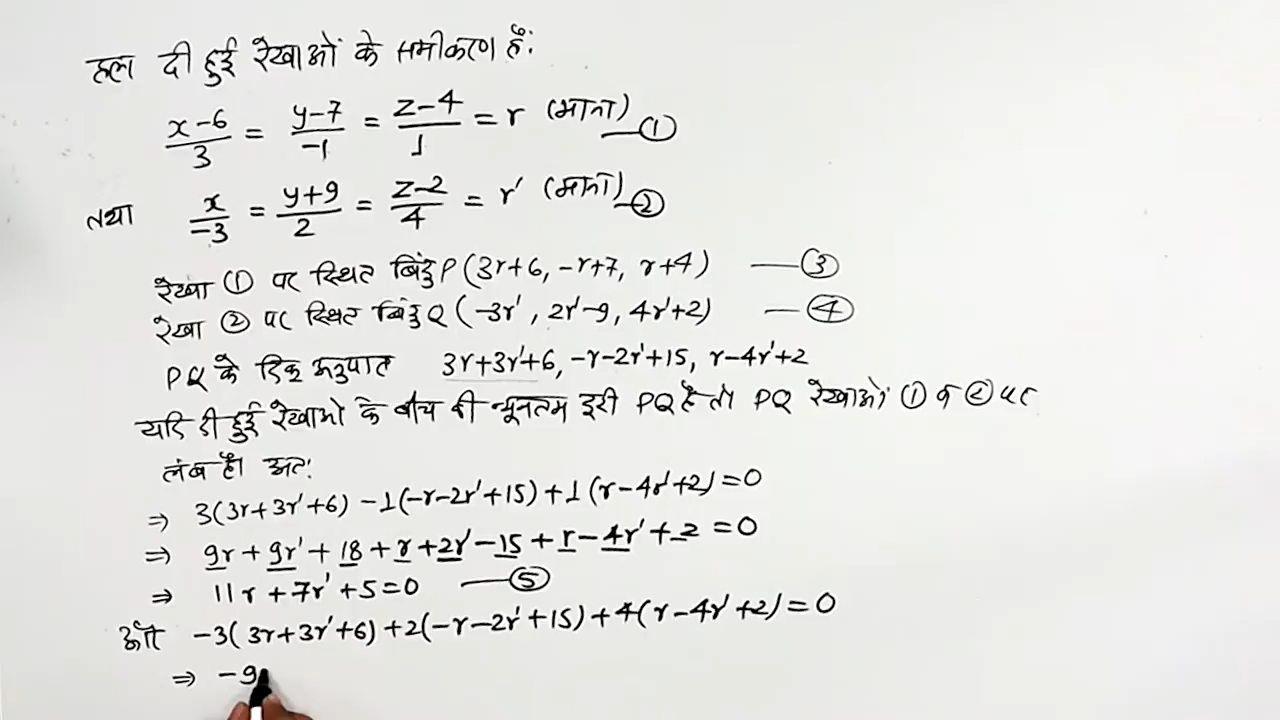 हल दी हुई रेखाओं के समीकरण हैं:
x-6/3 = y-7/-1 = z-4/1 = r (माना) —①
तथा x/-3 = y+9/2 = z-2/4 = r' (माना) —②
रेखा ① पर स्थित बिंदु P(3r+6, -r+7, r+4) —③
रेखा ② पर स्थित बिंदु Q(-3r', 2r'-9, 4r'+2) —④
PQ के दिक् अनुपात 3r+3r'+6, -r-2r'+15, r-4r'+2
यदि दी हुई रेखाओं के बीच की न्यूनतम दूरी PQ है तो PQ रेखाओं ① व ② पर
लंब है। अत:
⇒ 3(3r+3r'+6) -1(-r-2r'+15) +1(r-4r'+2)=0
⇒ 9r + 9r' + 18 + r + 2r' - 15 + r - 4r' + 2 = 0
⇒ 11r + 7r' + 5 = 0 —⑤
और -3(3r+3r'+6) +2(-r-2r'+15) +4(r-4r'+2)=0
⇒ -9